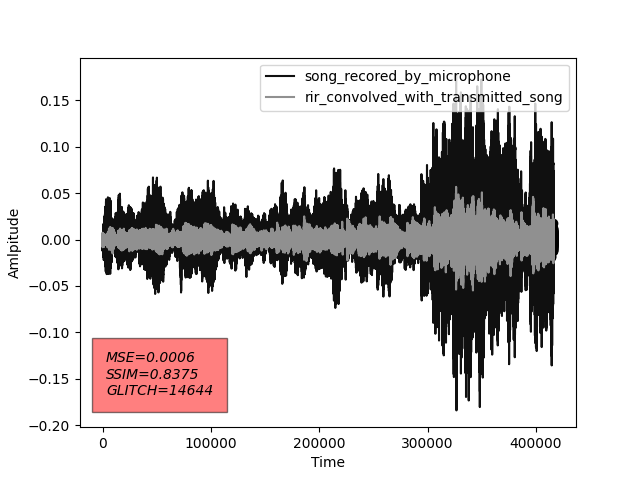 song_recored_by_microphone
rir_convolved_with_transmitted_song
0.15
0.10
0.05
0.00
−0.05
−0.10
−0.15
−0.20
Amlpitude
MSE=0.0006
SSIM=0.8375
GLITCH=14644
0 100000 200000 300000 400000
Time